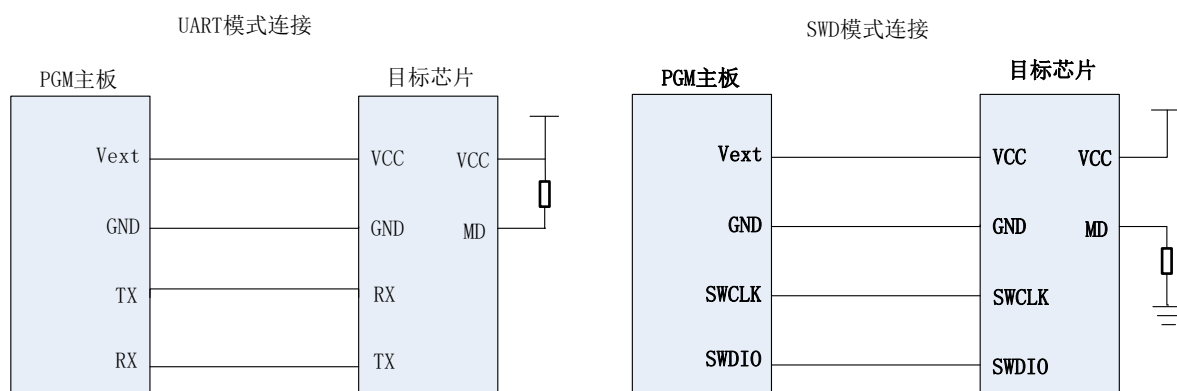 UART模式连接
PGM主板
目标芯片
Vext
VCC
VCC
GND
GND
MD
TX
RX
RX
TX
SWD模式连接
PGM主板
目标芯片
Vext
VCC
VCC
GND
GND
MD
SWCLK
SWCLK
SWDIO
SWDIO